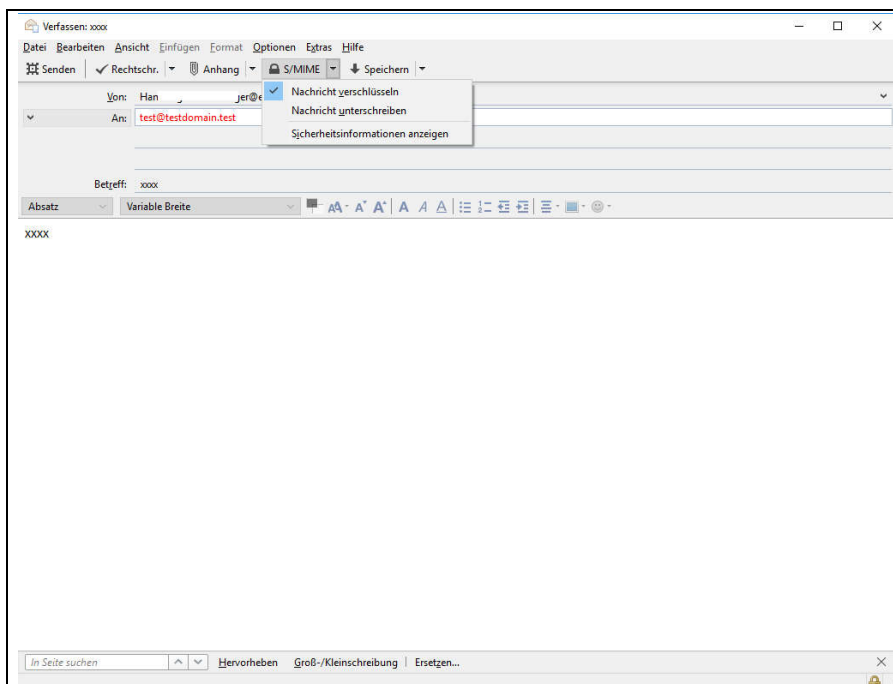 Verfassen: xxxx
Datei Bearbeiten Ansicht Einfügen Format Optionen Extras Hilfe
Senden Rechtschr. Anhang S/MIME Speichern
Von: Han jer@e
Nachricht verschlüsseln
Nachricht unterschreiben
Sicherheitsinformationen anzeigen
An: test@testdomain.test
Betreff: xxxx
Absatz Variable Breite
xxxx
In Seite suchen Hervorheben Groß-/Kleinschreibung Ersetzen...